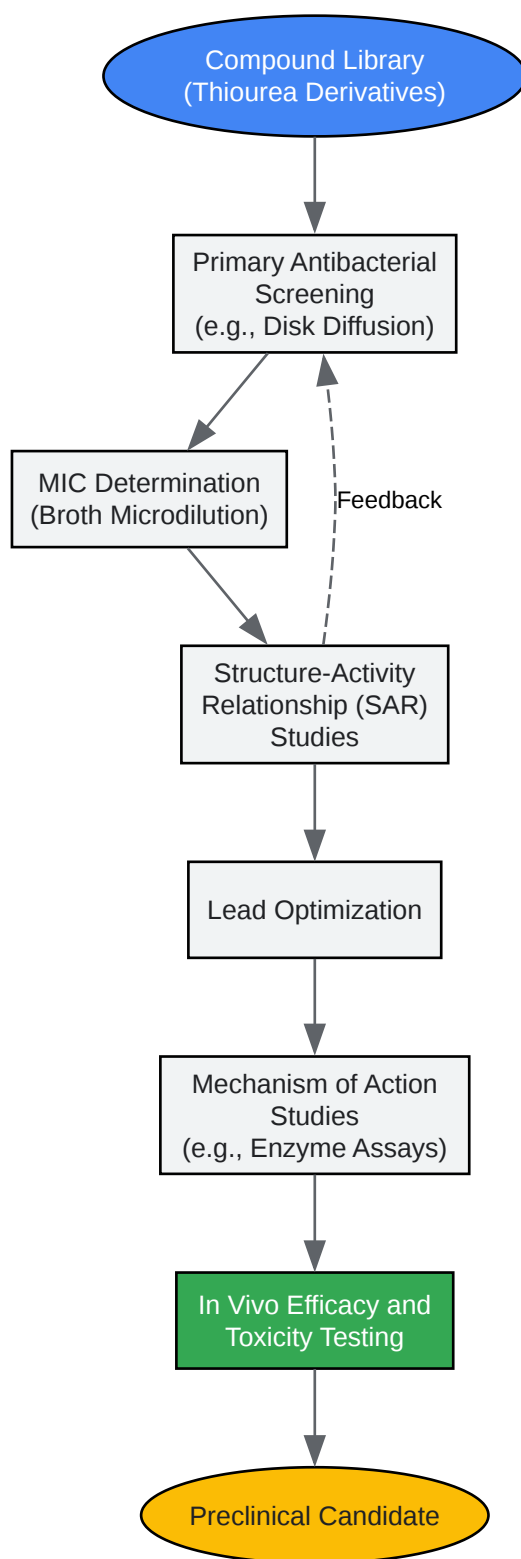 Compound Library
(Thiourea Derivatives)
Primary Antibacterial
Screening
(e.g., Disk Diffusion)
MIC Determination
(Broth Microdilution)
Feedback
Structure-Activity
Relationship (SAR)
Studies
Lead Optimization
Mechanism of Action
Studies
(e.g., Enzyme Assays)
In Vivo Efficacy and
Toxicity Testing
Preclinical Candidate